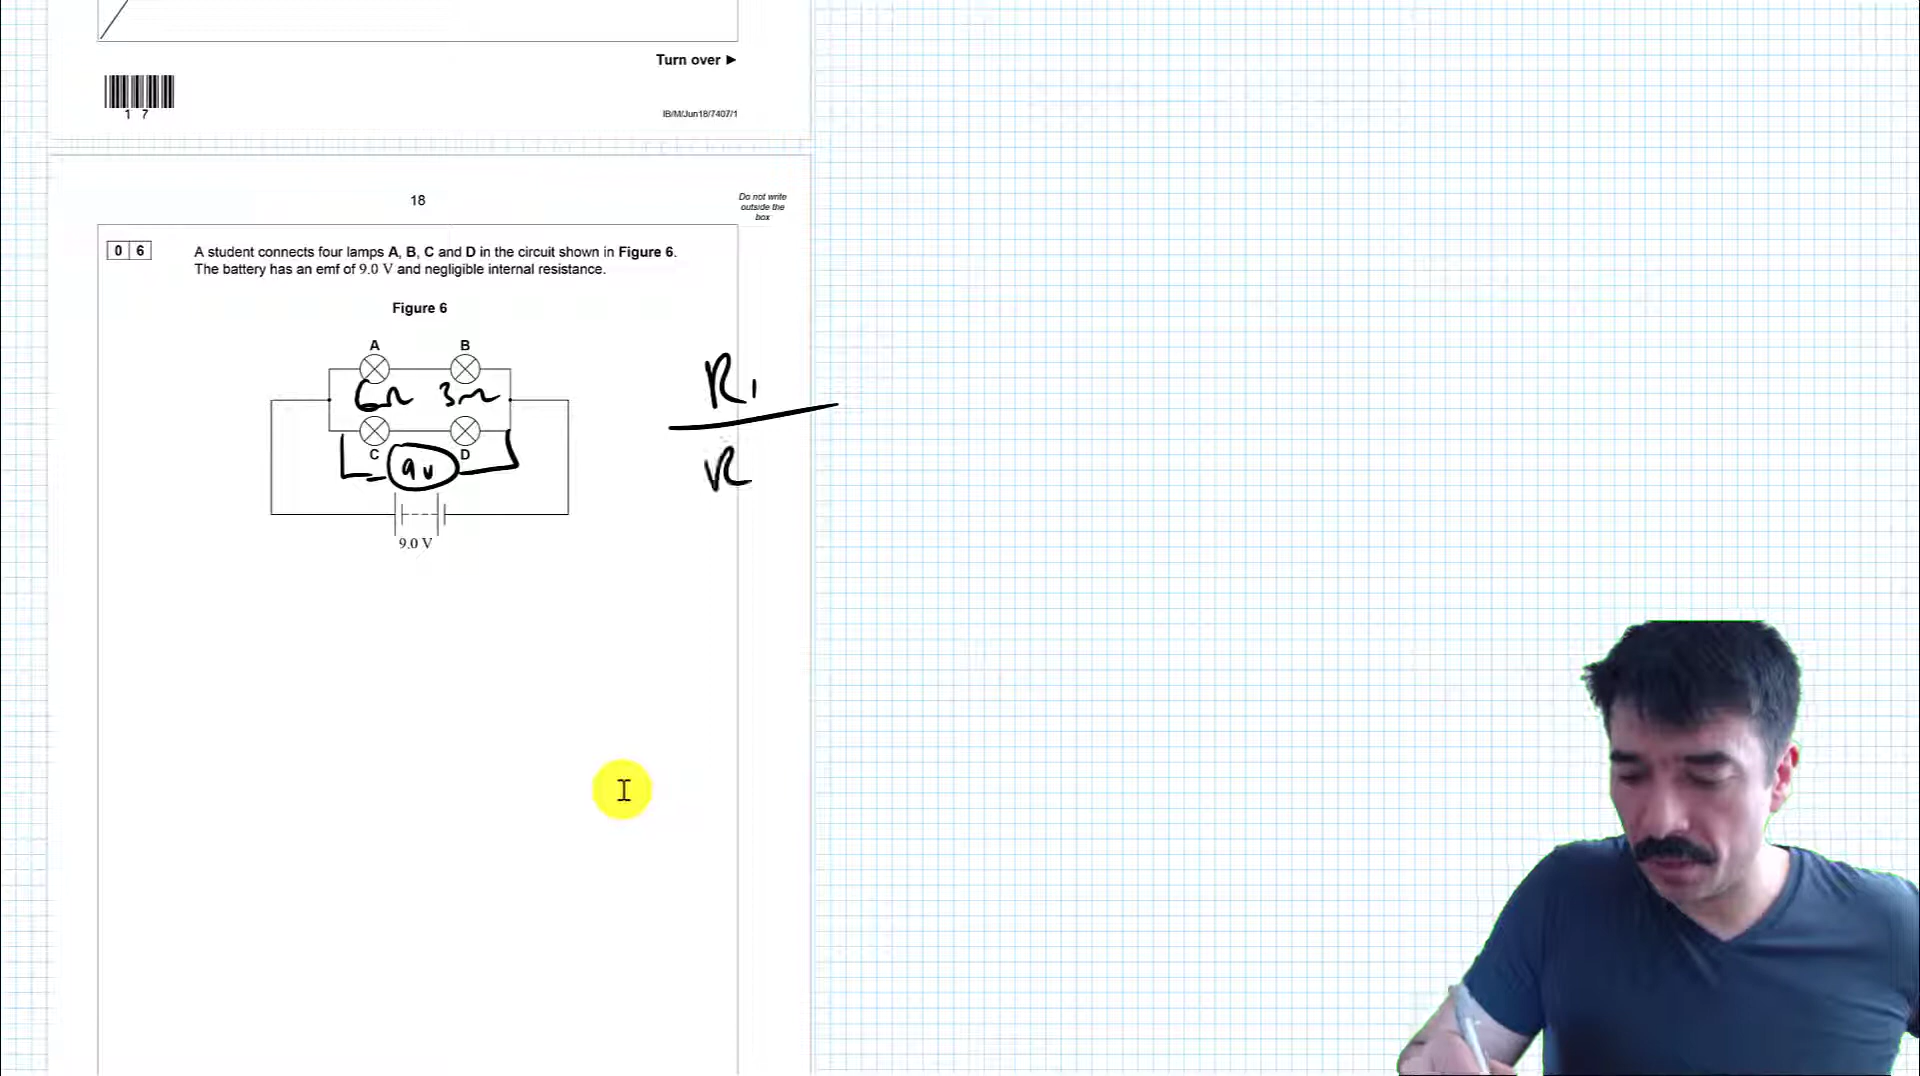 Turn over ►
1 7
IB/M/Jun18/7407/1
18
Do not write
outside the
box
0 6
A student connects four lamps A, B, C and D in the circuit shown in Figure 6.
The battery has an emf of 9.0 V and negligible internal resistance.
Figure 6
A B
6Ω 3Ω
C D
9v
9.0 V
R1
R